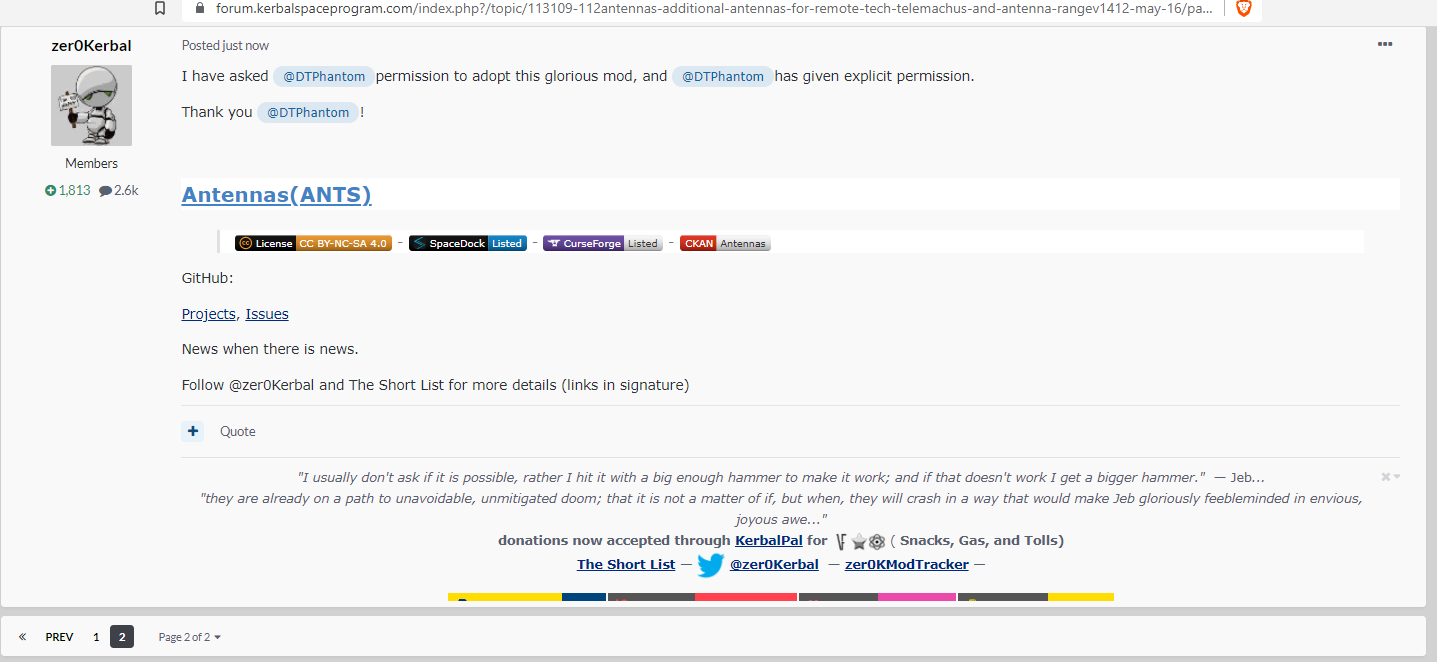 forum.kerbalspaceprogram.com/index.php?/topic/113109-112antennas-additional-antennas-for-remote-tech-telemachus-and-antenna-rangev1412-may-16/pa...
zer0Kerbal
Posted just now
I have asked @DTPhantom permission to adopt this glorious mod, and @DTPhantom has given explicit permission.
Thank you @DTPhantom !
Members
1,813 2.6k
Antennas(ANTS)
License CC BY-NC-SA 4.0 - SpaceDock Listed - CurseForge Listed - CKAN Antennas
GitHub:
Projects, Issues
News when there is news.
Follow @zer0Kerbal and The Short List for more details (links in signature)
+ Quote
"I usually don't ask if it is possible, rather I hit it with a big enough hammer to make it work; and if that doesn't work I get a bigger hammer." — Jeb...
"they are already on a path to unavoidable, unmitigated doom; that it is not a matter of if, but when, they will crash in a way that would make Jeb gloriously feebleminded in envious,
joyous awe..."
donations now accepted through KerbalPal for ( Snacks, Gas, and Tolls)
The Short List — @zer0Kerbal — zer0KModTracker —
« PREV 1 2 Page 2 of 2